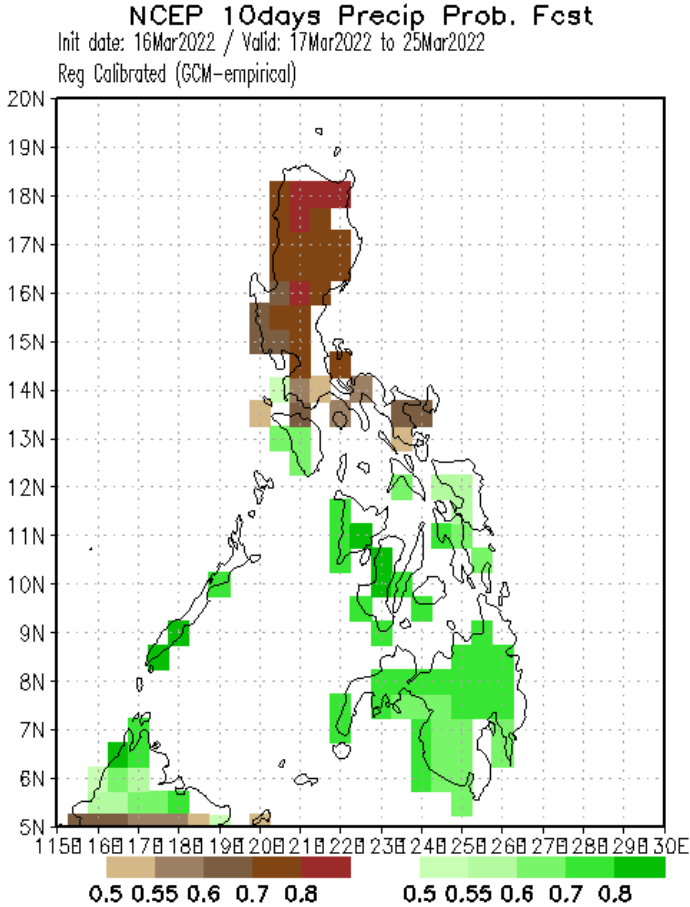 NCEP 10days Precip Prob. Fcst
Init date: 16Mar2022 / Valid: 17Mar2022 to 25Mar2022
Reg Calibrated (GCM-empirical)
20N
19N
18N
17N
16N
15N
14N
13N
12N
11N
10N
9N
8N
7N
6N
5N
115E 116E 117E 118E 119E 120E 121E 122E 123E 124E 125E 126E 127E 128E 129E 130E
0.5 0.55 0.6 0.7 0.8 0.5 0.55 0.6 0.7 0.8